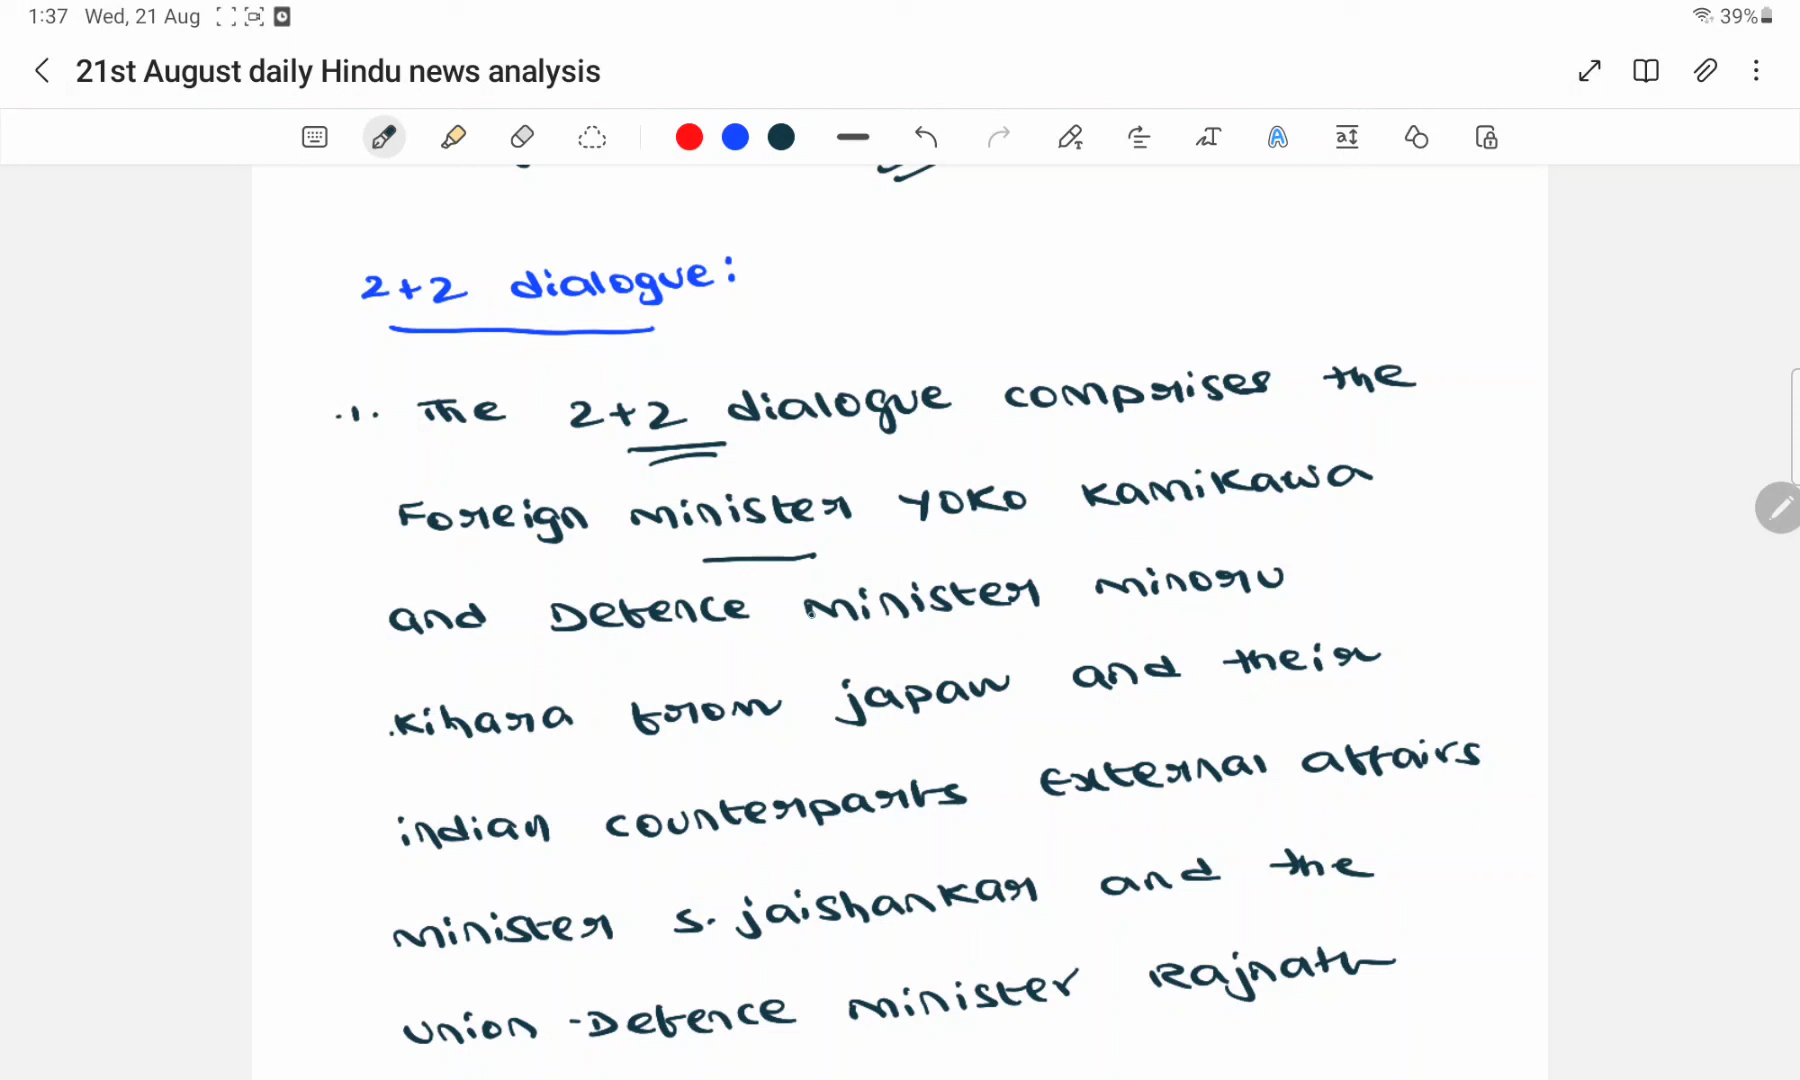 1:37 Wed, 21 Aug 39%
21st August daily Hindu news analysis
2+2 dialogue:
1. The 2+2 dialogue comprises the
Foreign minister Yoko Kamikawa
and Defence minister minoru
Kihara from japan and their
indian counterparts External affairs
minister S. jaishankar and the
union Defence minister Rajnath